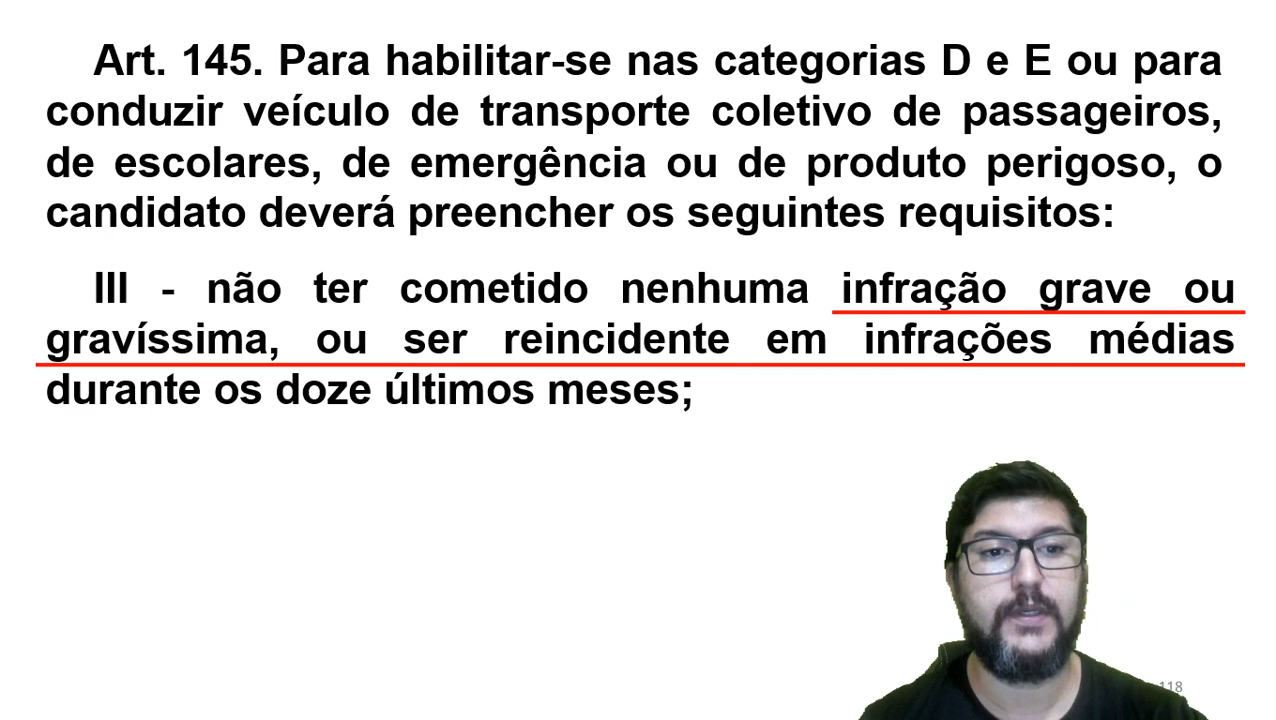 Art. 145. Para habilitar-se nas categorias D e E ou para
conduzir veículo de transporte coletivo de passageiros,
de escolares, de emergência ou de produto perigoso, o
candidato deverá preencher os seguintes requisitos:
III - não ter cometido nenhuma infração grave ou
gravíssima, ou ser reincidente em infrações médias
durante os doze últimos meses;
118